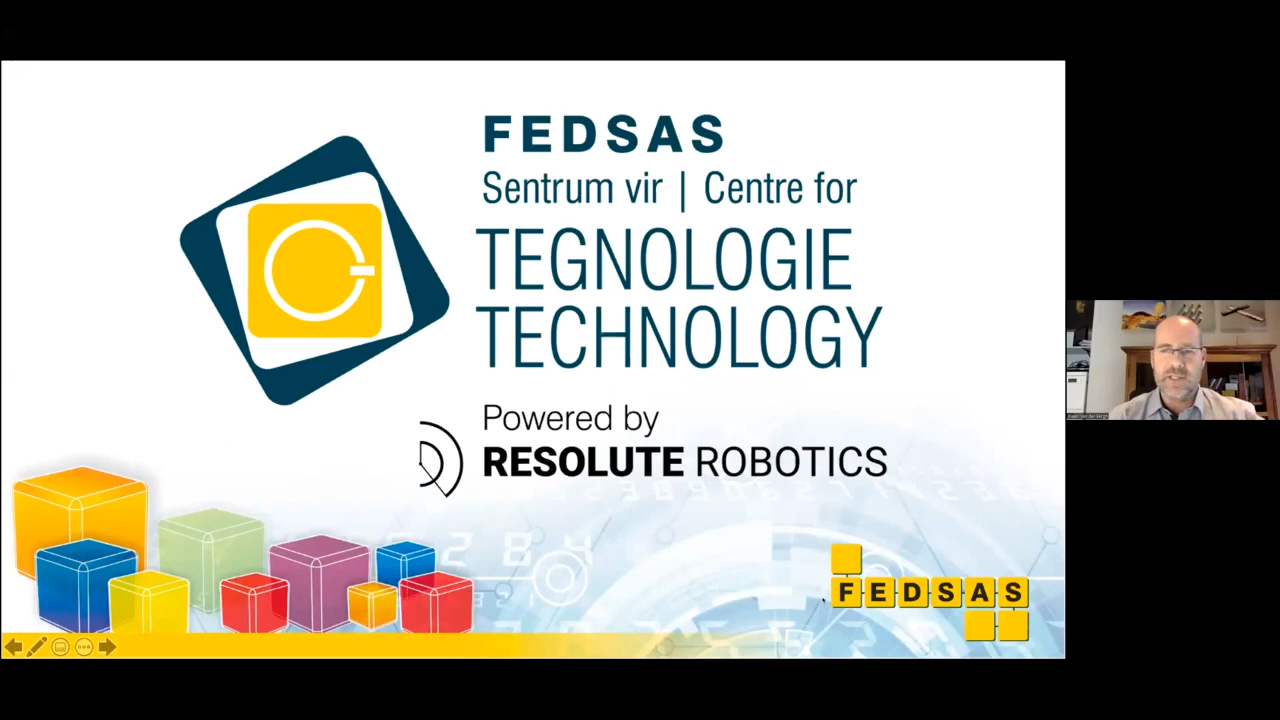 FEDSAS
Sentrum vir | Centre for
TEGNOLOGIE
TECHNOLOGY
Powered by
RESOLUTE ROBOTICS
FEDSAS